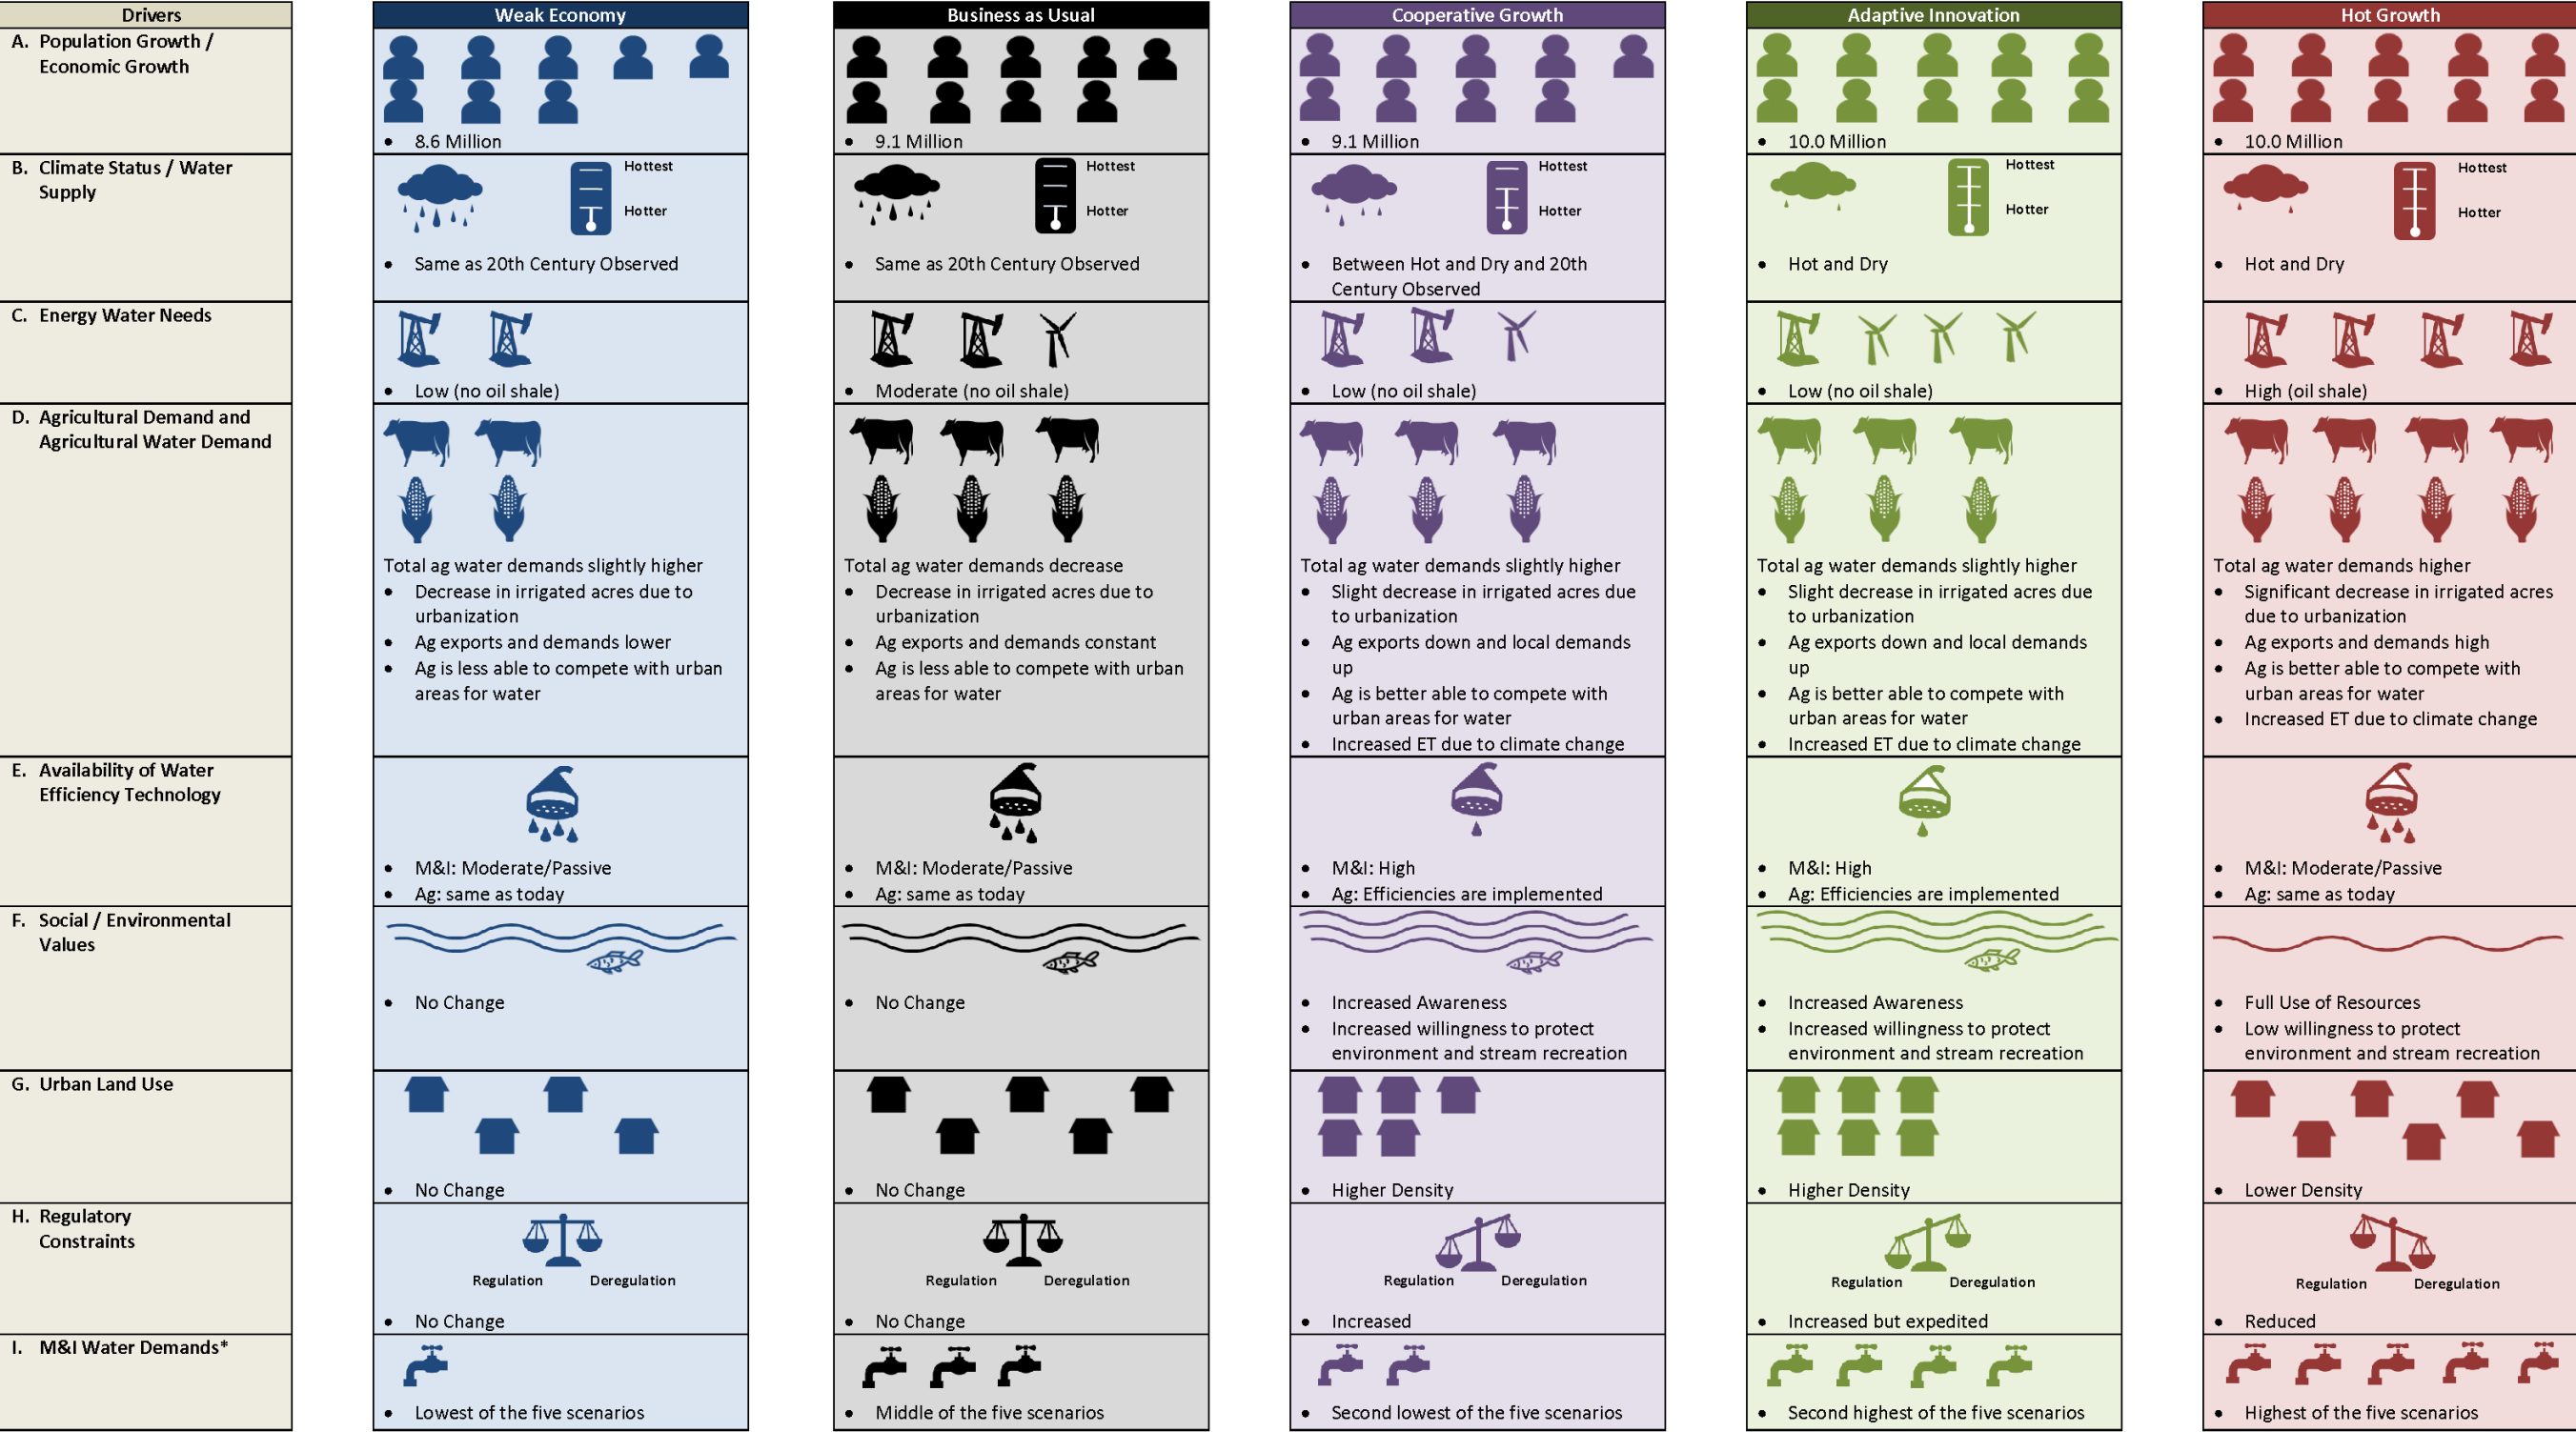 Drivers
Weak Economy
Business as Usual
Cooperative Growth
Adaptive Innovation
Hot Growth
A. Population Growth /
Economic Growth
• 8.6 Million
• 9.1 Million
• 9.1 Million
• 10.0 Million
• 10.0 Million
B. Climate Status / Water
Supply
Hottest
Hotter
• Same as 20th Century Observed
Hottest
Hotter
• Same as 20th Century Observed
Hottest
Hotter
• Between Hot and Dry and 20th
Century Observed
Hottest
Hotter
• Hot and Dry
Hottest
Hotter
• Hot and Dry
C. Energy Water Needs
• Low (no oil shale)
• Moderate (no oil shale)
• Low (no oil shale)
• Low (no oil shale)
• High (oil shale)
D. Agricultural Demand and
Agricultural Water Demand
Total ag water demands slightly higher
• Decrease in irrigated acres due to
urbanization
• Ag exports and demands lower
• Ag is less able to compete with urban
areas for water
Total ag water demands decrease
• Decrease in irrigated acres due to
urbanization
• Ag exports and demands constant
• Ag is less able to compete with urban
areas for water
Total ag water demands slightly higher
• Slight decrease in irrigated acres due
to urbanization
• Ag exports down and local demands
up
• Ag is better able to compete with
urban areas for water
• Increased ET due to climate change
Total ag water demands slightly higher
• Slight decrease in irrigated acres due
to urbanization
• Ag exports down and local demands
up
• Ag is better able to compete with
urban areas for water
• Increased ET due to climate change
Total ag water demands higher
• Significant decrease in irrigated acres
due to urbanization
• Ag exports and demands high
• Ag is better able to compete with
urban areas for water
• Increased ET due to climate change
E. Availability of Water
Efficiency Technology
• M&I: Moderate/Passive
• Ag: same as today
• M&I: Moderate/Passive
• Ag: same as today
• M&I: High
• Ag: Efficiencies are implemented
• M&I: High
• Ag: Efficiencies are implemented
• M&I: Moderate/Passive
• Ag: same as today
F. Social / Environmental
Values
• No Change
• No Change
• Increased Awareness
• Increased willingness to protect
environment and stream recreation
• Increased Awareness
• Increased willingness to protect
environment and stream recreation
• Full Use of Resources
• Low willingness to protect
environment and stream recreation
G. Urban Land Use
• No Change
• No Change
• Higher Density
• Higher Density
• Lower Density
H. Regulatory
Constraints
Regulation Deregulation
• No Change
Regulation Deregulation
• No Change
Regulation Deregulation
• Increased
Regulation Deregulation
• Increased but expedited
Regulation Deregulation
• Reduced
I. M&I Water Demands*
• Lowest of the five scenarios
• Middle of the five scenarios
• Second lowest of the five scenarios
• Second highest of the five scenarios
• Highest of the five scenarios